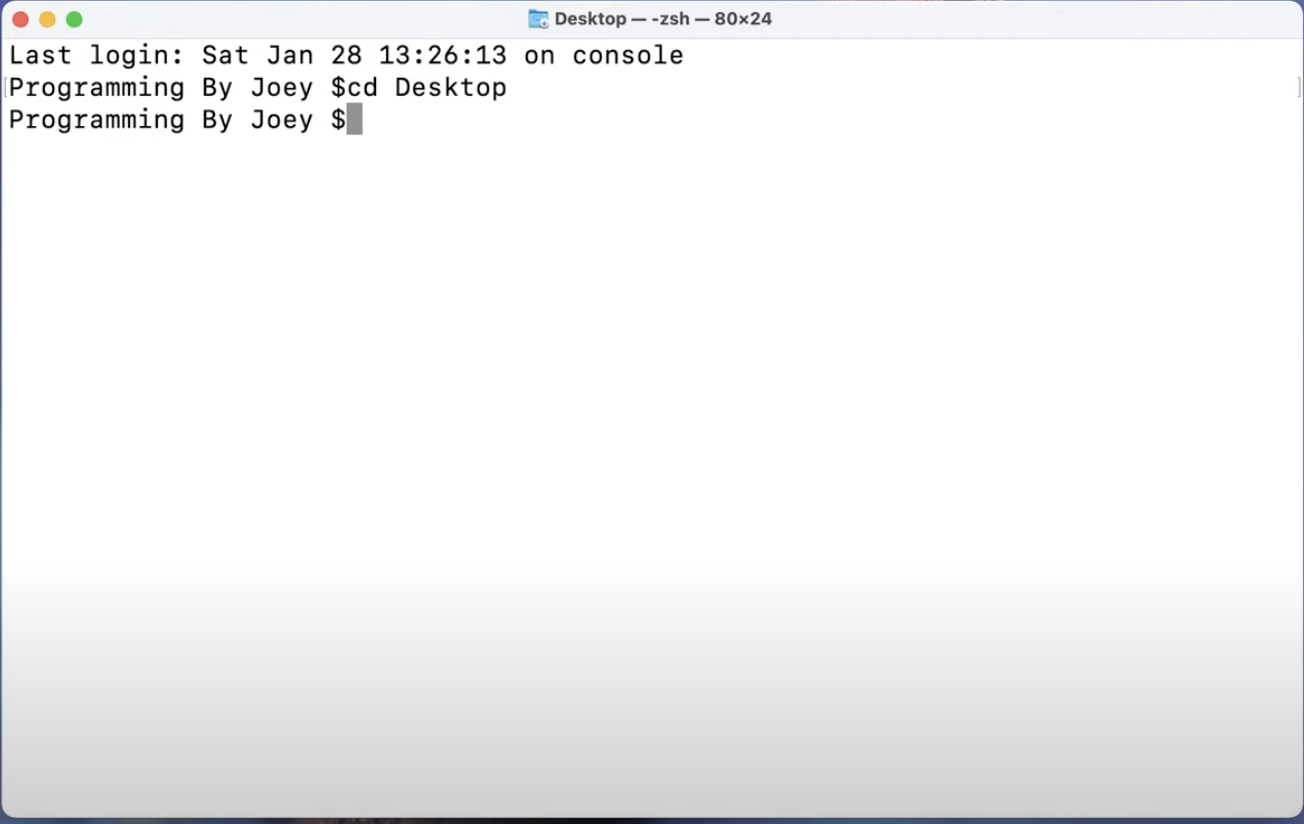 Desktop — -zsh — 80×24
Last login: Sat Jan 28 13:26:13 on console
[Programming By Joey $cd Desktop ]
Programming By Joey $